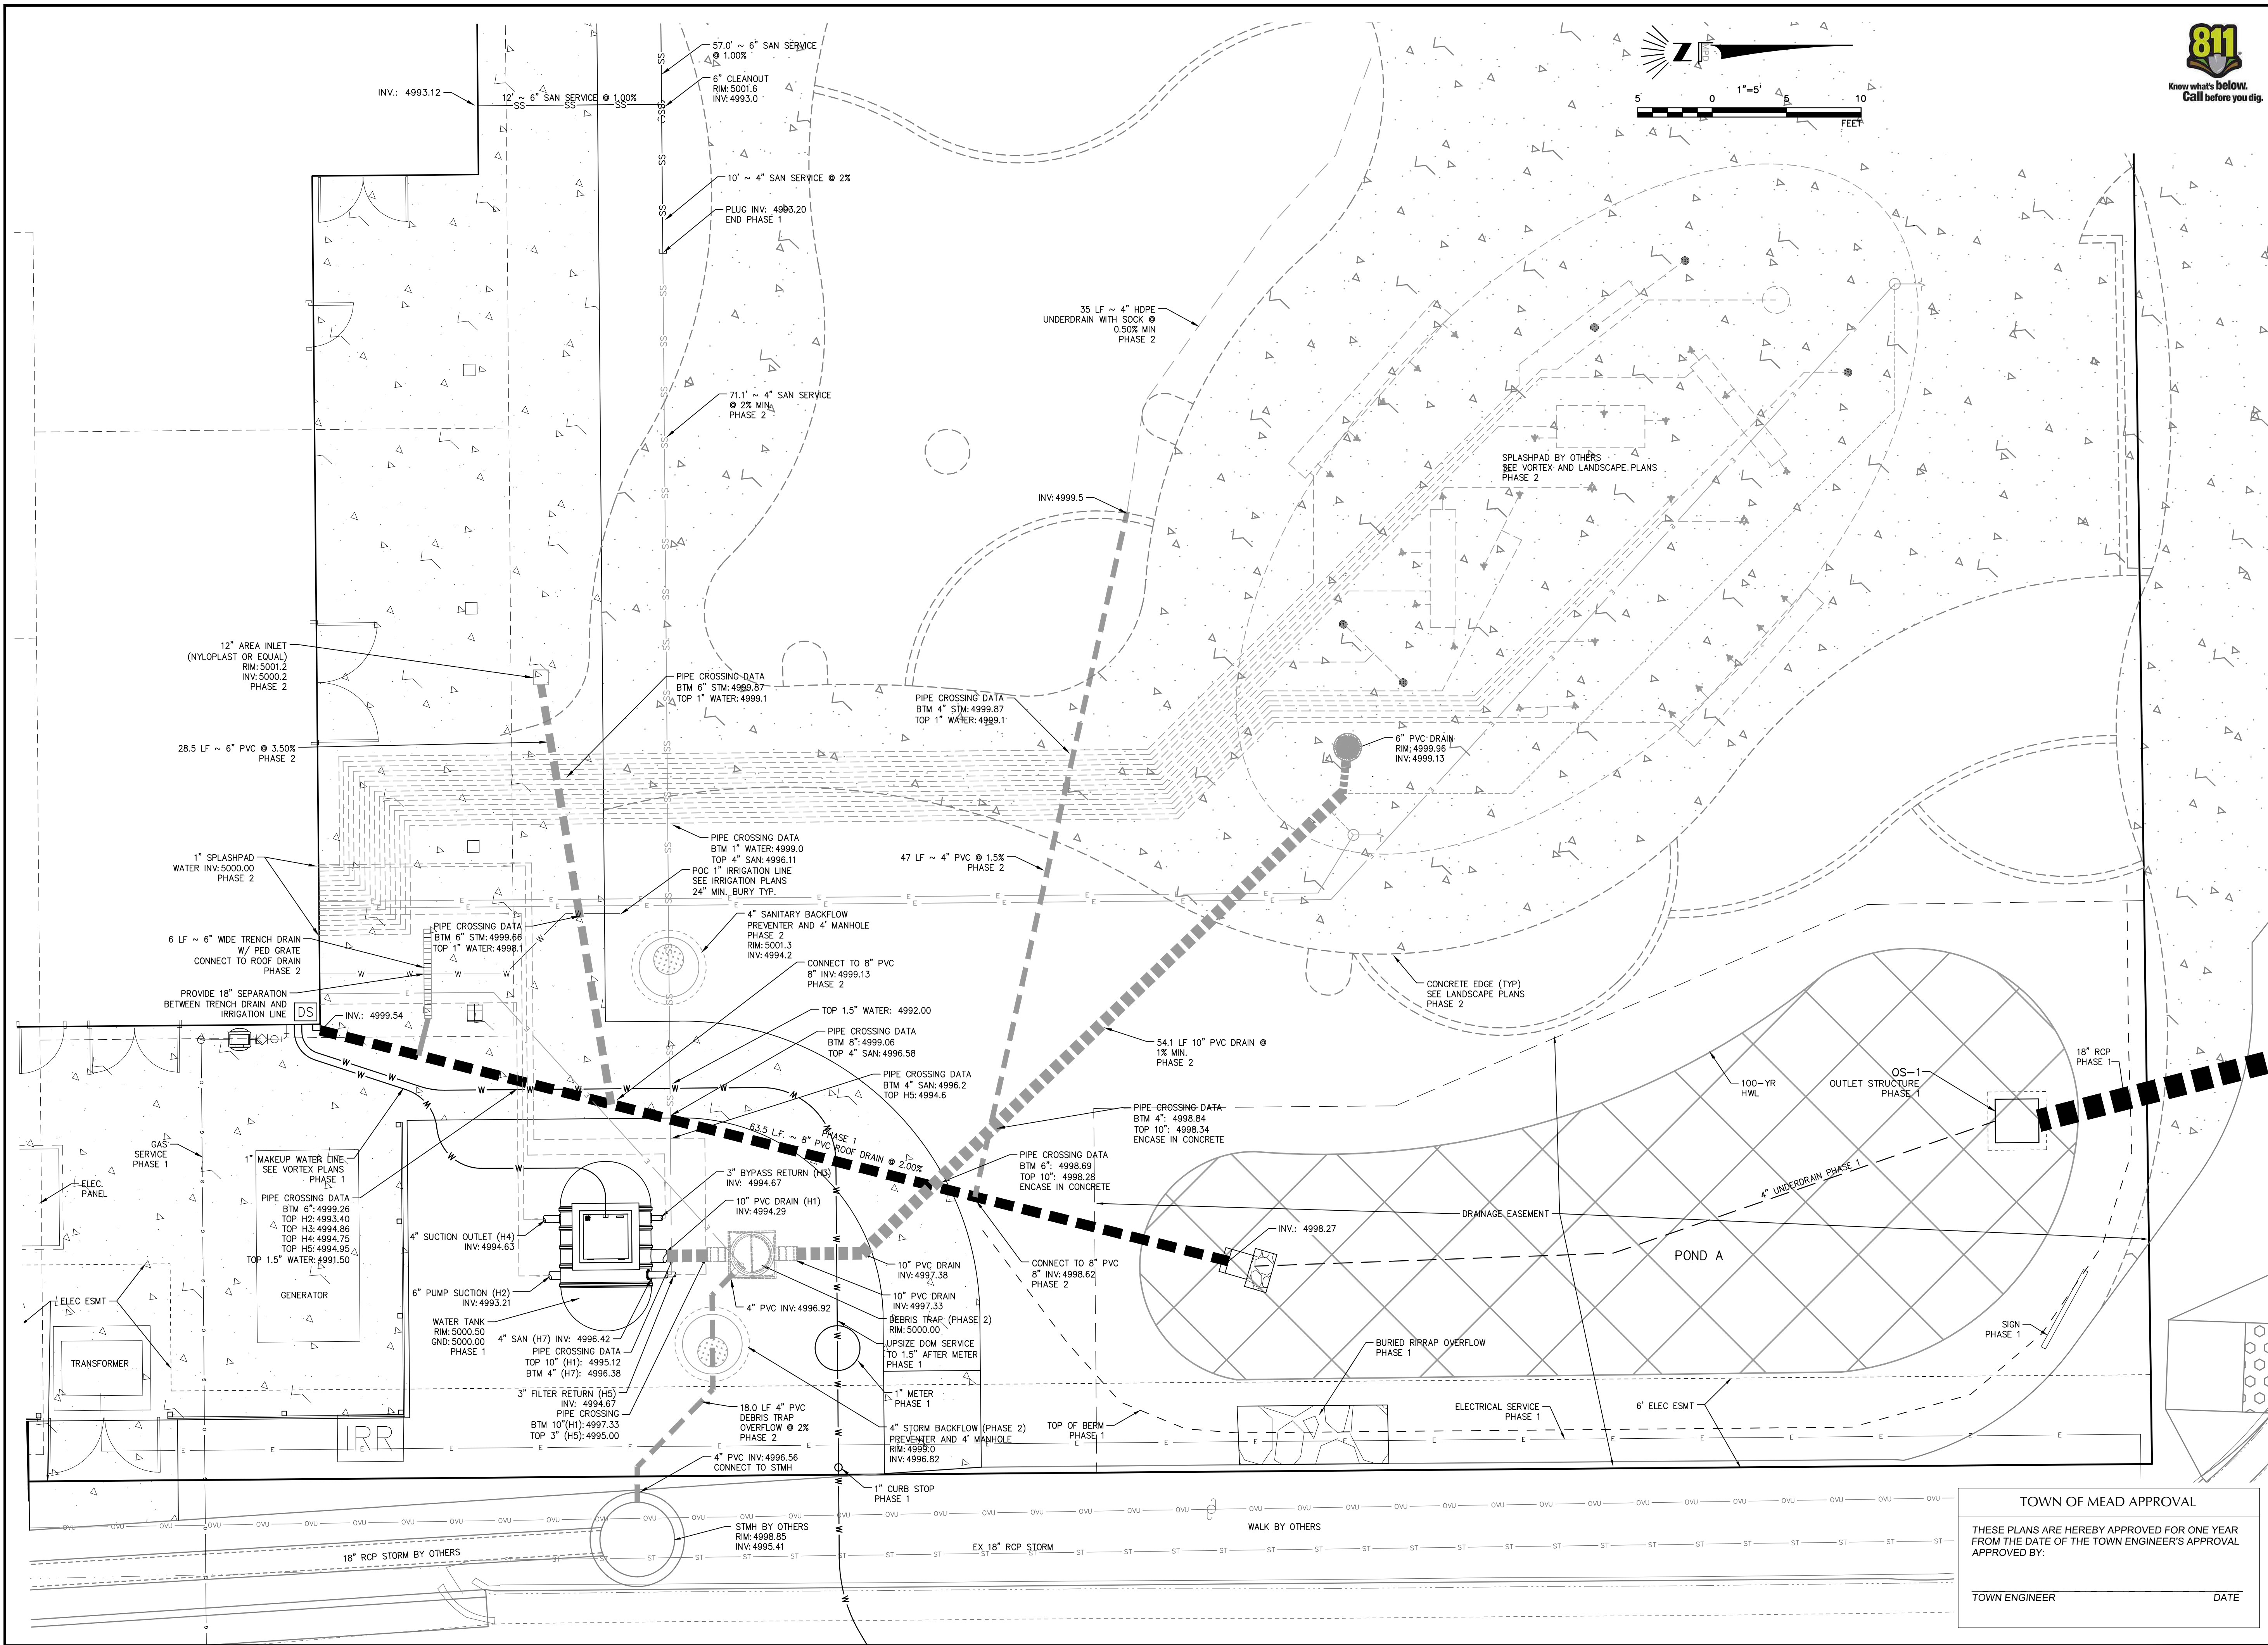 57.0' ~ 6" SAN SERVICE
@ 1.00%
6" CLEANOUT
RIM: 5001.6
INV: 4993.0
INV.: 4993.12
12' ~ 6" SAN SERVICE @ 1.00%
10' ~ 4" SAN SERVICE @ 2%
PLUG INV: 4993.20
END PHASE 1
Z
1"=5'
5 0 5 10
FEET
811
Know what's below.
Call before you dig.
35 LF ~ 4" HDPE
UNDERDRAIN WITH SOCK @
0.50% MIN
PHASE 2
71.1' ~ 4" SAN SERVICE
@ 2% MIN
PHASE 2
SPLASHPAD BY OTHERS
SEE VORTEX AND LANDSCAPE PLANS
PHASE 2
INV: 4999.5
12" AREA INLET
(NYLOPLAST OR EQUAL)
RIM: 5001.2
INV: 5000.2
PHASE 2
PIPE CROSSING DATA
BTM 6" STM: 4999.87
TOP 1" WATER: 4999.1
PIPE CROSSING DATA
BTM 4" STM: 4999.87
TOP 1" WATER: 4999.1
28.5 LF ~ 6" PVC @ 3.50%
PHASE 2
6" PVC DRAIN
RIM: 4999.96
INV: 4999.13
PIPE CROSSING DATA
BTM 1" WATER: 4999.0
TOP 4" SAN: 4996.11
POC 1" IRRIGATION LINE
SEE IRRIGATION PLANS
24" MIN. BURY TYP.
1" SPLASHPAD
WATER INV: 5000.00
PHASE 2
47 LF ~ 4" PVC @ 1.5%
PHASE 2
PIPE CROSSING DATA
BTM 6" STM: 4999.66
TOP 1" WATER: 4998.1
4" SANITARY BACKFLOW
PREVENTER AND 4' MANHOLE
PHASE 2
RIM: 5001.3
INV: 4994.2
6 LF ~ 6" WIDE TRENCH DRAIN
W/ PED GRATE
CONNECT TO ROOF DRAIN
PHASE 2
CONNECT TO 8" PVC
8" INV: 4999.13
PHASE 2
CONCRETE EDGE (TYP)
SEE LANDSCAPE PLANS
PHASE 2
PROVIDE 18" SEPARATION
BETWEEN TRENCH DRAIN AND
IRRIGATION LINE
DS
INV.: 4999.54
TOP 1.5" WATER: 4992.00
PIPE CROSSING DATA
BTM 8": 4999.06
TOP 4" SAN: 4996.58
54.1 LF 10" PVC DRAIN @
1% MIN.
PHASE 2
18" RCP
PHASE 1
OS-1
OUTLET STRUCTURE
PHASE 1
100-YR
HWL
PIPE CROSSING DATA
BTM 4" SAN: 4996.2
TOP H5: 4994.6
PIPE CROSSING DATA
BTM 4": 4998.84
TOP 10": 4998.34
ENCASE IN CONCRETE
PHASE 1
63.5 L.F. ~ 8" PVC ROOF DRAIN @ 2.00%
GAS
SERVICE
PHASE 1
1" MAKEUP WATER LINE
SEE VORTEX PLANS
PHASE 1
PIPE CROSSING DATA
BTM 6": 4998.69
TOP 10": 4998.28
ENCASE IN CONCRETE
4" UNDERDRAIN PHASE 1
ELEC.
PANEL
3" BYPASS RETURN (H3)
INV: 4994.67
PIPE CROSSING DATA
BTM 6": 4999.26
TOP H2: 4993.40
TOP H3: 4994.86
TOP H4: 4994.75
TOP H5: 4994.95
TOP 1.5" WATER: 4991.50
10" PVC DRAIN (H1)
INV: 4994.29
DRAINAGE EASEMENT
4" SUCTION OUTLET (H4)
INV: 4994.63
INV.: 4998.27
POND A
10" PVC DRAIN
INV: 4997.38
CONNECT TO 8" PVC
8" INV: 4998.62
PHASE 2
GENERATOR
6" PUMP SUCTION (H2)
INV: 4993.21
10" PVC DRAIN
INV: 4997.33
ELEC ESMT
4" PVC INV: 4996.92
DEBRIS TRAP (PHASE 2)
RIM: 5000.00
WATER TANK
RIM: 5000.50
GND: 5000.00
PHASE 1
4" SAN (H7) INV: 4996.42
PIPE CROSSING DATA
TOP 10" (H1): 4995.12
BTM 4" (H7): 4996.38
UPSIZE DOM SERVICE
TO 1.5" AFTER METER
PHASE 1
BURIED RIPRAP OVERFLOW
PHASE 1
SIGN
PHASE 1
TRANSFORMER
3" FILTER RETURN (H5)
INV: 4994.67
PIPE CROSSING
BTM 10"(H1): 4997.33
TOP 3" (H5): 4995.00
1" METER
PHASE 1
18.0 LF 4" PVC
DEBRIS TRAP
OVERFLOW @ 2%
PHASE 2
4" STORM BACKFLOW (PHASE 2)
PREVENTER AND 4' MANHOLE
RIM: 4999.0
INV: 4996.82
TOP OF BERM
PHASE 1
ELECTRICAL SERVICE
PHASE 1
6' ELEC ESMT
IRR
4" PVC INV: 4996.56
CONNECT TO STMH
1" CURB STOP
PHASE 1
STMH BY OTHERS
RIM: 4998.85
INV: 4995.41
WALK BY OTHERS
18" RCP STORM BY OTHERS
EX 18" RCP STORM
TOWN OF MEAD APPROVAL
THESE PLANS ARE HEREBY APPROVED FOR ONE YEAR
FROM THE DATE OF THE TOWN ENGINEER'S APPROVAL
APPROVED BY:
TOWN ENGINEER DATE